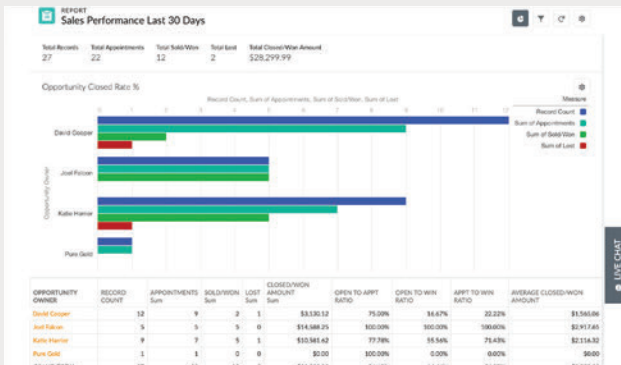 REPORT
Sales Performance Last 30 Days
Total Records Total Appointments Total Sold/Won Total Lost Total Closed/Won Amount
27 22 12 2 $28,299.99
Opportunity Closed Rate %
Record Count, Sum of Appointments, Sum of Sold/Won, Sum of Lost
Measure
0 1 2 3 4 5 6 7 8 9 10 11 12
Record Count
Sum of Appointments
Sum of Sold/Won
Sum of Lost
Opportunity Owner
David Cooper
Joel Falcon
Katie Harrier
Pure Gold
LIVE CHAT
OPPORTUNITY OWNER RECORD COUNT APPOINTMENTS Sum SOLD/WON Sum LOST Sum CLOSED/WON AMOUNT Sum OPEN TO APPT RATIO OPEN TO WIN RATIO APPT TO WIN RATIO AVERAGE CLOSED/WON AMOUNT
David Cooper 12 9 2 1 $3,130.12 75.00% 16.67% 22.22% $1,565.06
Joel Falcon 5 5 5 0 $14,588.25 100.00% 100.00% 100.00% $2,917.65
Katie Harrier 9 7 5 1 $10,581.62 77.78% 55.56% 71.43% $2,116.32
Pure Gold 1 1 0 0 $0.00 100.00% 0.00% 0.00% $0.00